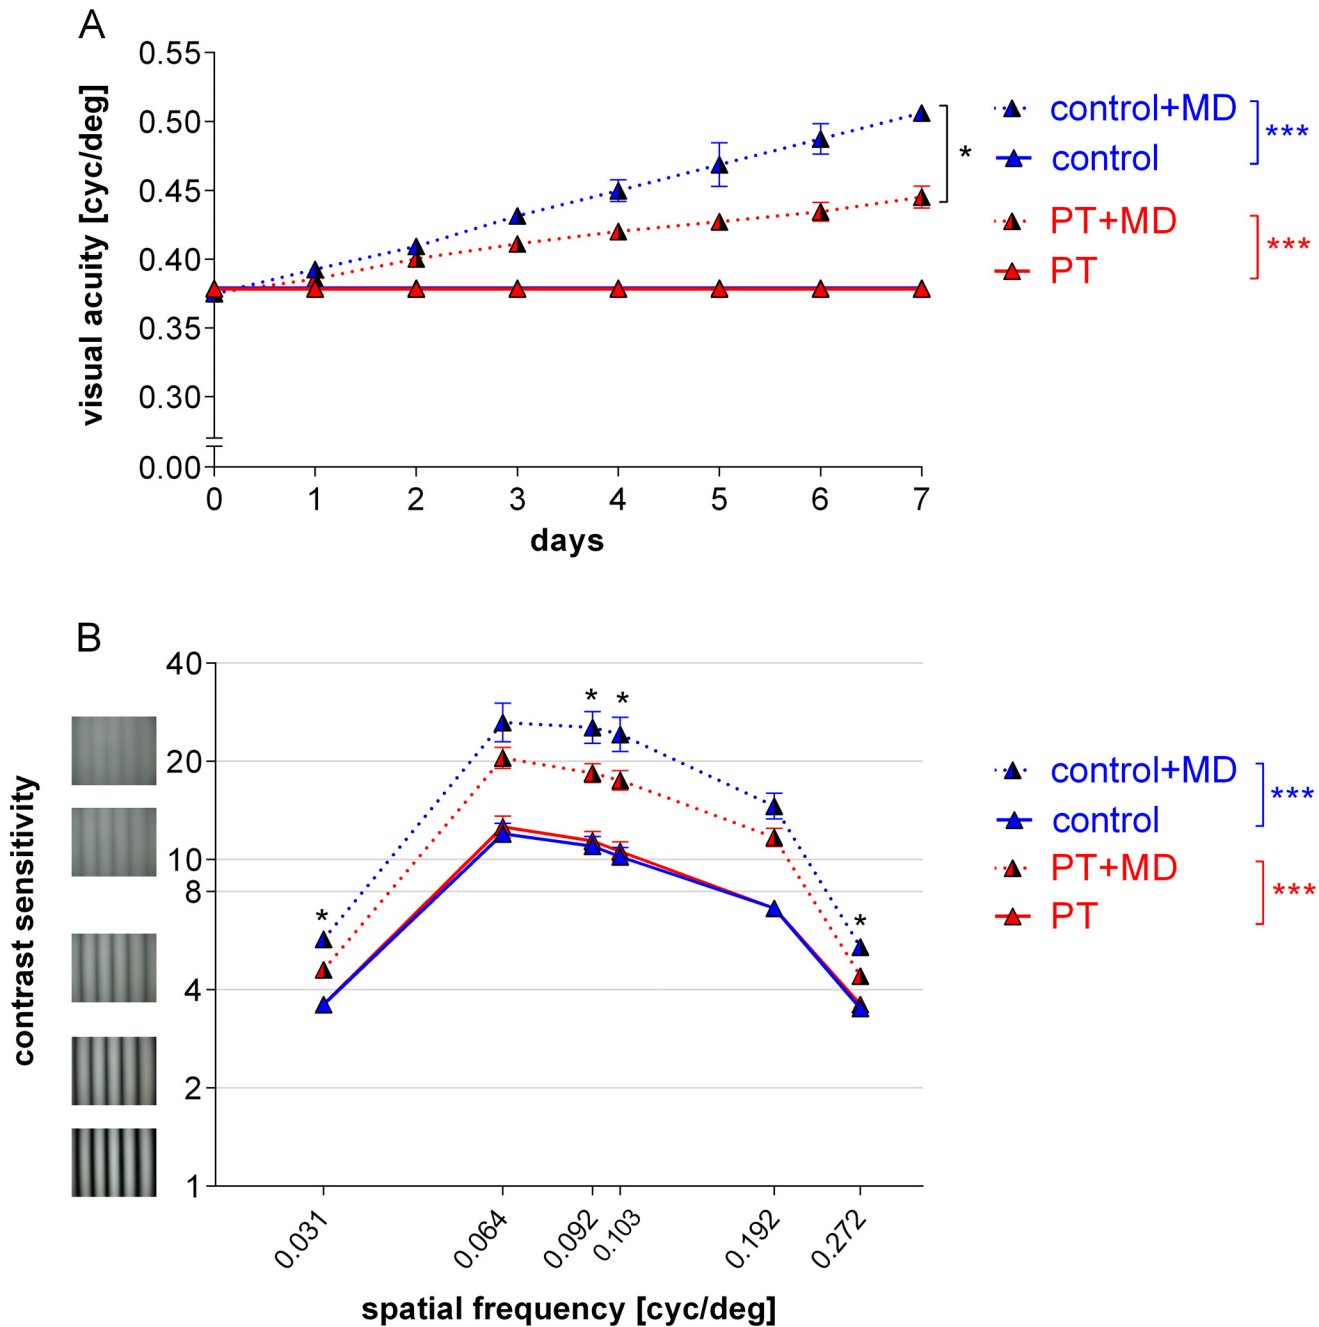 A
visual acuity [cyc/deg]
0.55
0.50
0.45
0.40
0.35
0.30
0.00
0 1 2 3 4 5 6 7
days
*
control+MD
control
***
PT+MD
PT
***
B
contrast sensitivity
40
20
10
8
4
2
1
* * * *
0.031 0.064 0.092 0.103 0.192 0.272
spatial frequency [cyc/deg]
control+MD
control
***
PT+MD
PT
***